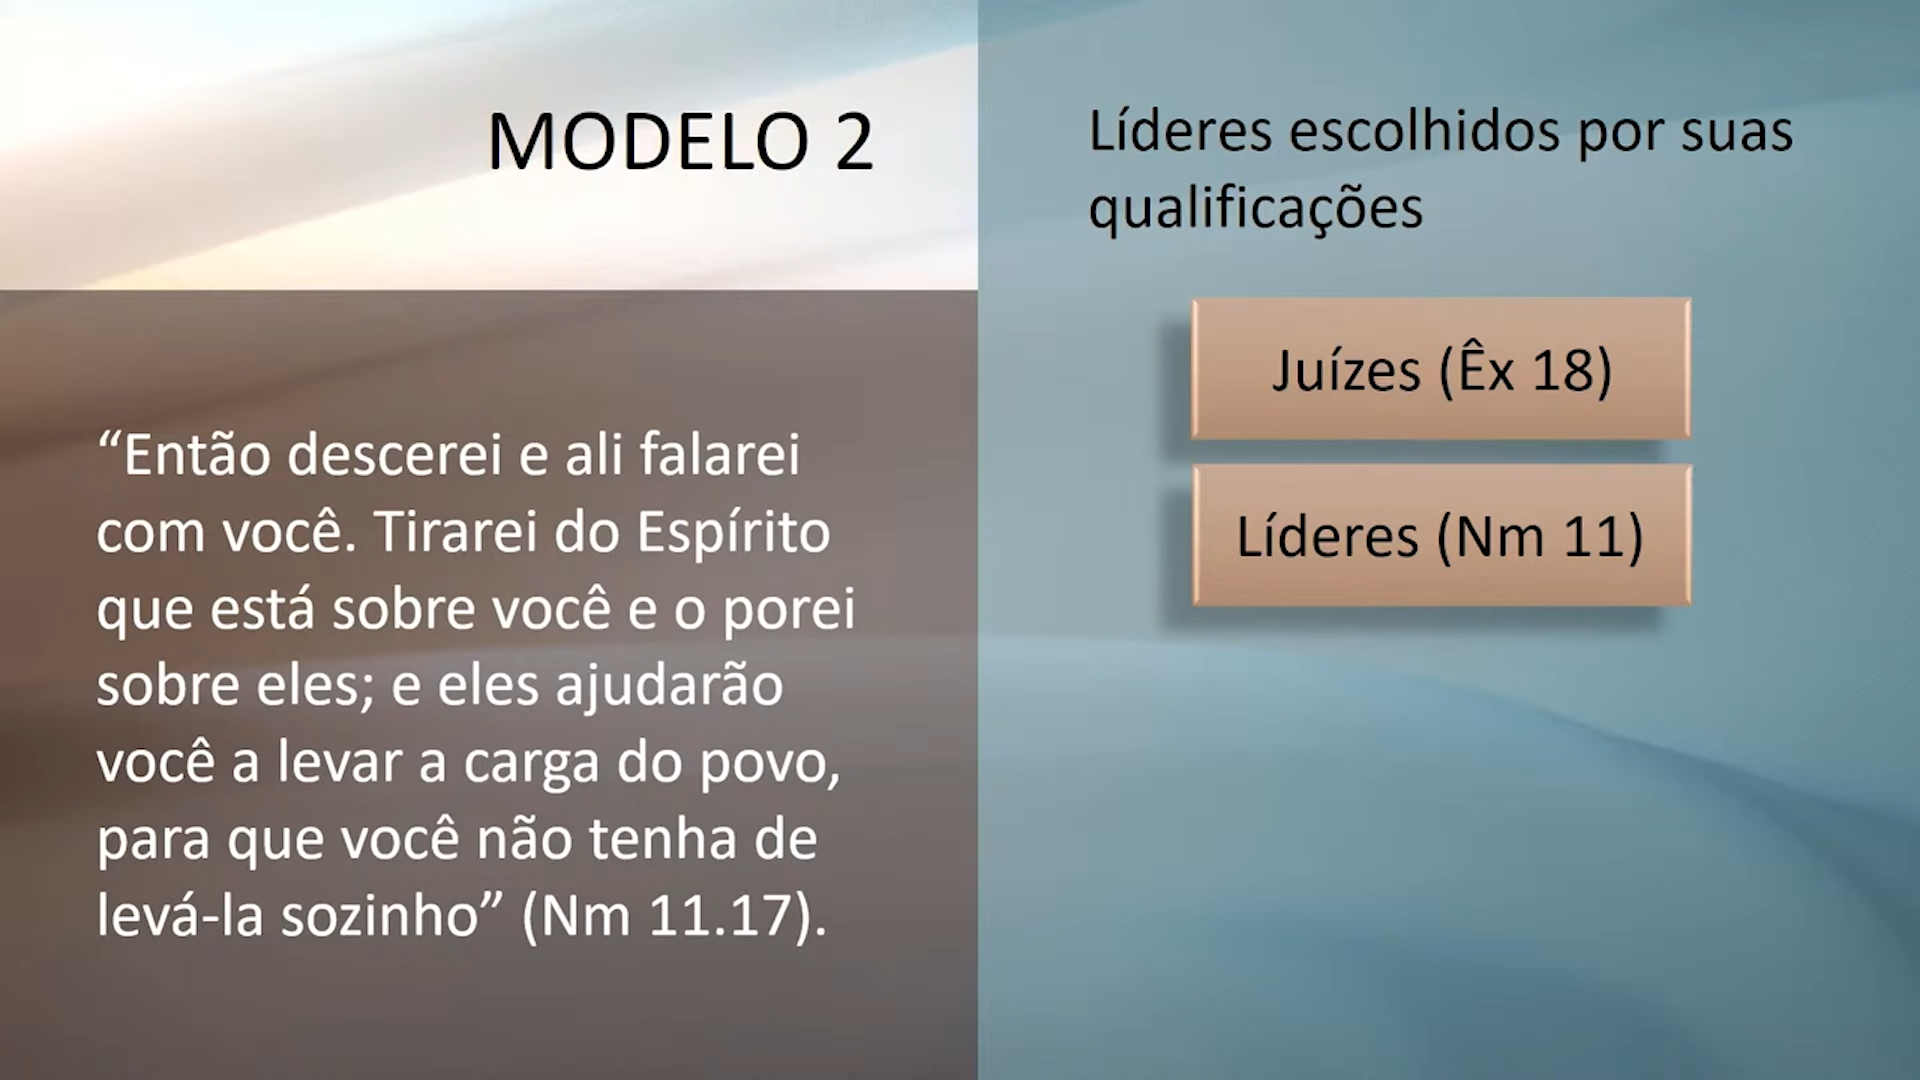 MODELO 2
“Então descerei e ali falarei
com você. Tirarei do Espírito
que está sobre você e o porei
sobre eles; e eles ajudarão
você a levar a carga do povo,
para que você não tenha de
levá-la sozinho” (Nm 11.17).
Líderes escolhidos por suas
qualificações
Juízes (Êx 18)
Líderes (Nm 11)